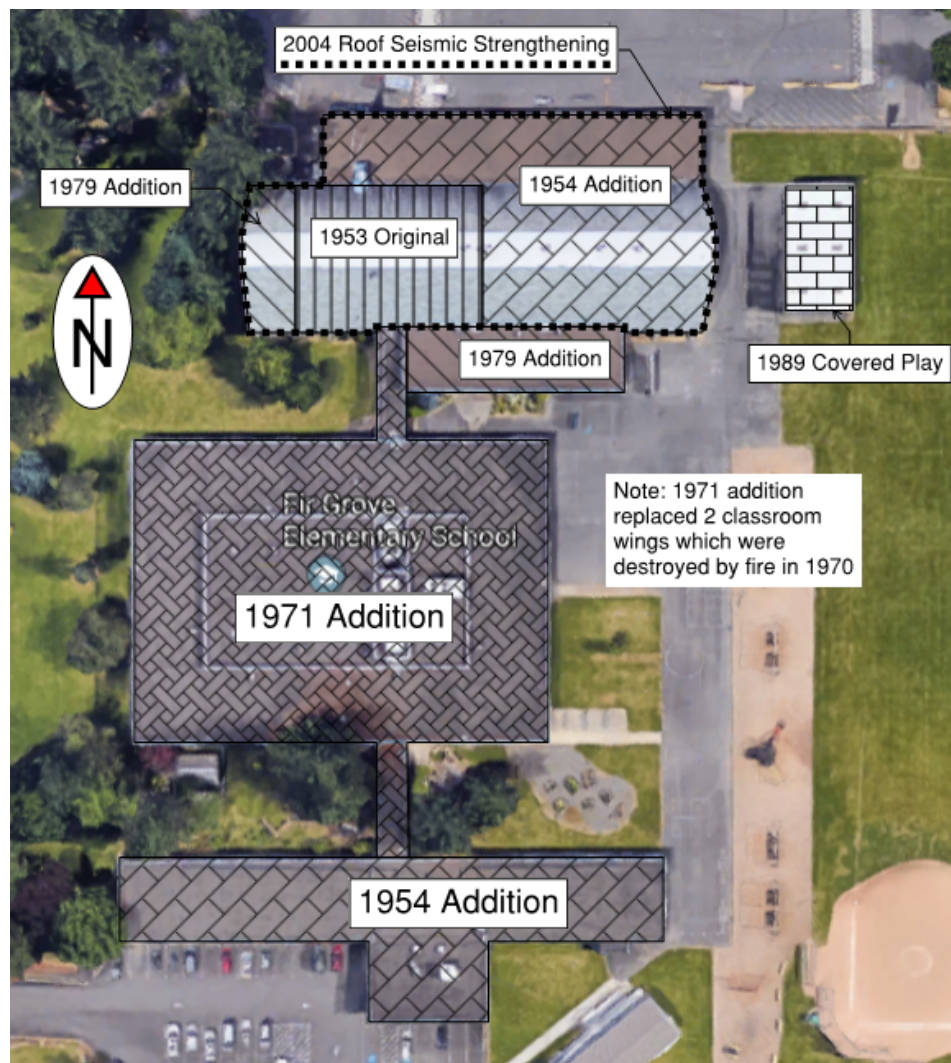 2004 Roof Seismic Strengthening
1979 Addition
1954 Addition
1953 Original
N
1979 Addition
1989 Covered Play
Note: 1971 addition
replaced 2 classroom
wings which were
destroyed by fire in 1970
Fir Grove
Elementary School
1971 Addition
1954 Addition